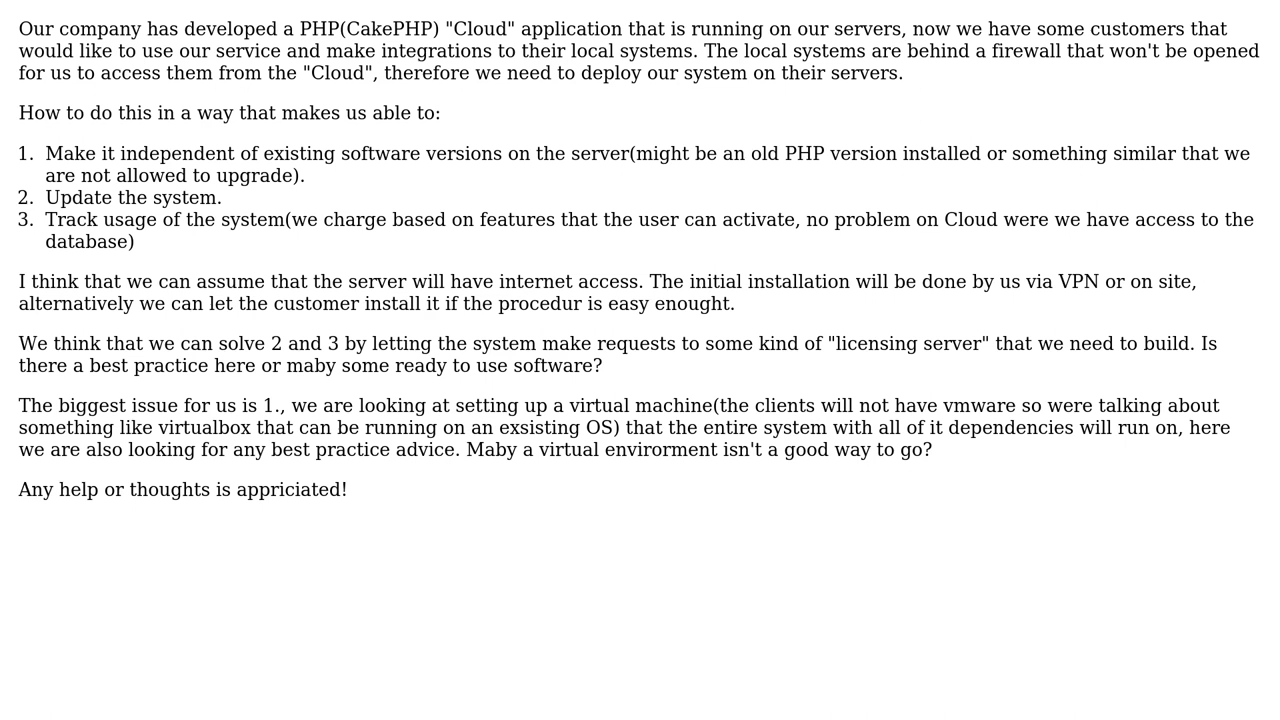 Our company has developed a PHP(CakePHP) "Cloud" application that is running on our servers, now we have some customers that
would like to use our service and make integrations to their local systems. The local systems are behind a firewall that won't be opened
for us to access them from the "Cloud", therefore we need to deploy our system on their servers.
How to do this in a way that makes us able to:
1. Make it independent of existing software versions on the server(might be an old PHP version installed or something similar that we
are not allowed to upgrade).
2. Update the system.
3. Track usage of the system(we charge based on features that the user can activate, no problem on Cloud were we have access to the
database)
I think that we can assume that the server will have internet access. The initial installation will be done by us via VPN or on site,
alternatively we can let the customer install it if the procedur is easy enought.
We think that we can solve 2 and 3 by letting the system make requests to some kind of "licensing server" that we need to build. Is
there a best practice here or maby some ready to use software?
The biggest issue for us is 1., we are looking at setting up a virtual machine(the clients will not have vmware so were talking about
something like virtualbox that can be running on an exsisting OS) that the entire system with all of it dependencies will run on, here
we are also looking for any best practice advice. Maby a virtual envirorment isn't a good way to go?
Any help or thoughts is appriciated!